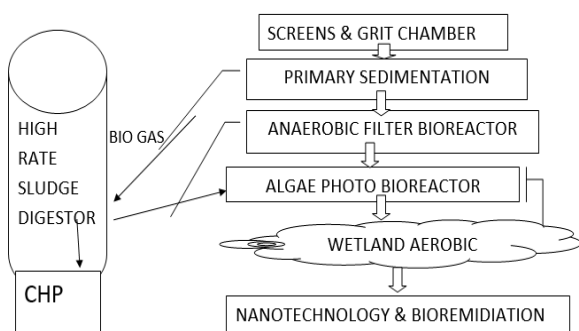 SCREENS & GRIT CHAMBER
PRIMARY SEDIMENTATION
ANAEROBIC FILTER BIOREACTOR
ALGAE PHOTO BIOREACTOR
WETLAND AEROBIC
NANOTECHNOLOGY & BIOREMIDIATION
BIO GAS
HIGH
RATE
SLUDGE
DIGESTOR
CHP